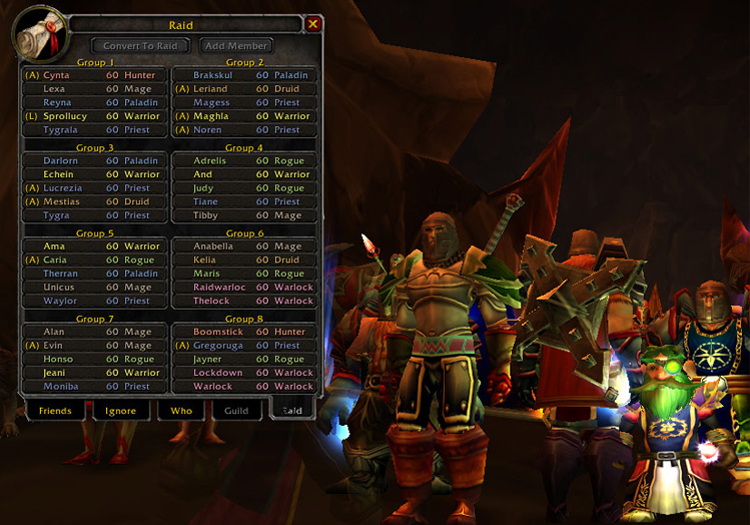 Raid
Convert To Raid Add Member
Group 1
(A) Cynta 60 Hunter
Lexa 60 Mage
Reyna 60 Paladin
(L) Sprollucy 60 Warrior
Tygrala 60 Priest
Group 2
Brakskul 60 Paladin
(A) Leriand 60 Druid
Magess 60 Priest
(A) Maghla 60 Warrior
(A) Noren 60 Priest
Group 3
Darlorn 60 Paladin
Echein 60 Warrior
(A) Lucrezia 60 Priest
(A) Mestias 60 Druid
Tygra 60 Priest
Group 4
Adrelis 60 Rogue
And 60 Warrior
Judy 60 Rogue
Tiane 60 Priest
Tibby 60 Mage
Group 5
Ama 60 Warrior
(A) Caria 60 Rogue
Therran 60 Paladin
Unicus 60 Mage
Waylor 60 Priest
Group 6
Anabella 60 Mage
Kelia 60 Druid
Maris 60 Rogue
Raidwarloc 60 Warlock
Thelock 60 Warlock
Group 7
Alan 60 Mage
(A) Evin 60 Mage
Honso 60 Rogue
Jeani 60 Warrior
Moniba 60 Priest
Group 8
Boomstick 60 Hunter
(A) Gregoruga 60 Priest
Jayner 60 Rogue
Lockdown 60 Warlock
Warlock 60 Warlock
Friends Ignore Who Guild Raid